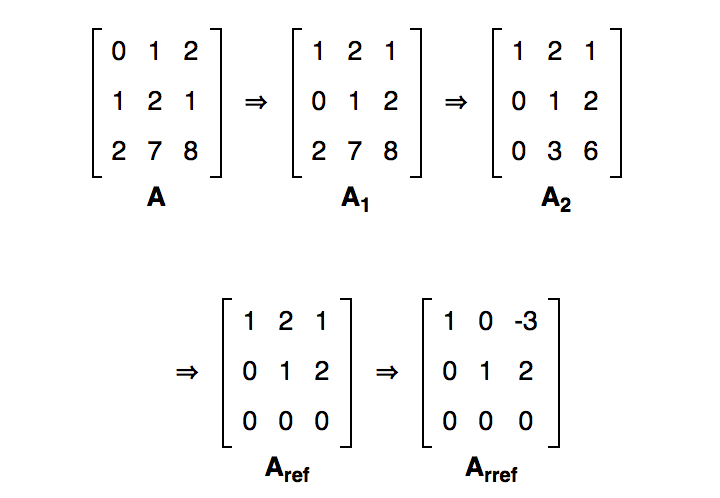 0 1 2 1 2 1 1 2 1
1 2 1 ⇒ 0 1 2 ⇒ 0 1 2
2 7 8 2 7 8 0 3 6
A A1 A2
1 2 1 1 0 -3
⇒ 0 1 2 ⇒ 0 1 2
0 0 0 0 0 0
Aref Arref